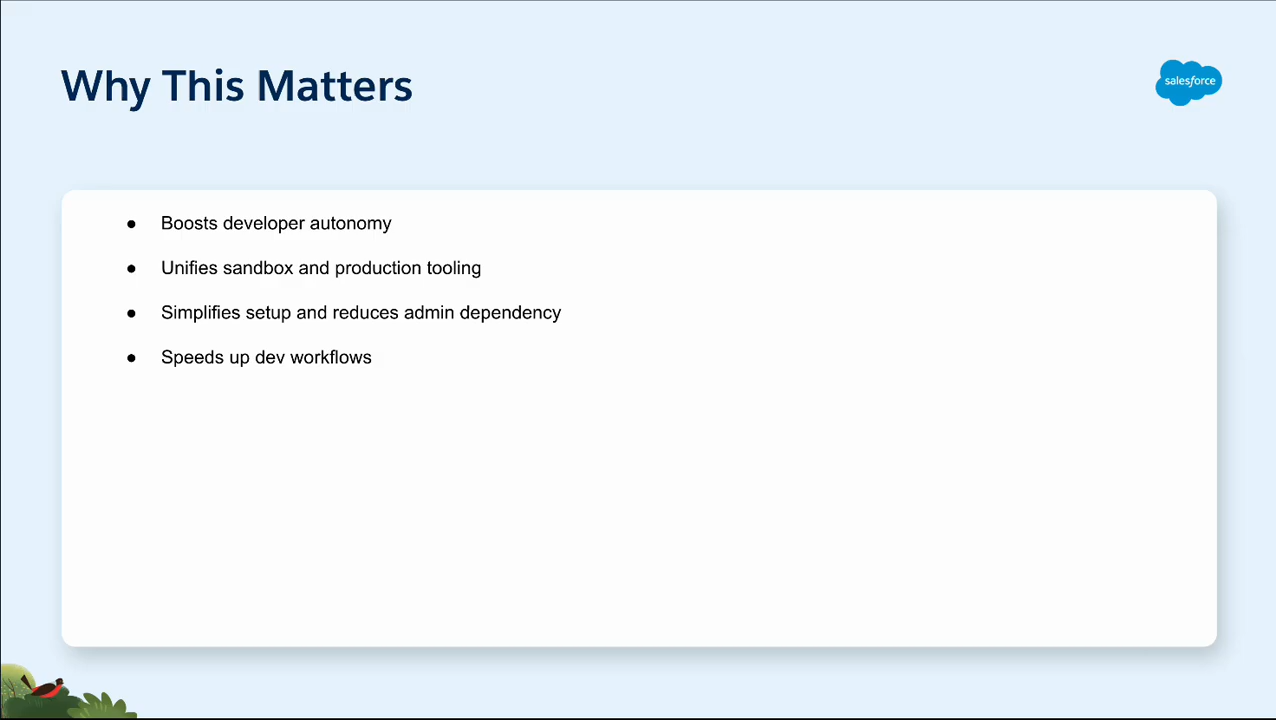 Why This Matters
salesforce
● Boosts developer autonomy
● Unifies sandbox and production tooling
● Simplifies setup and reduces admin dependency
● Speeds up dev workflows